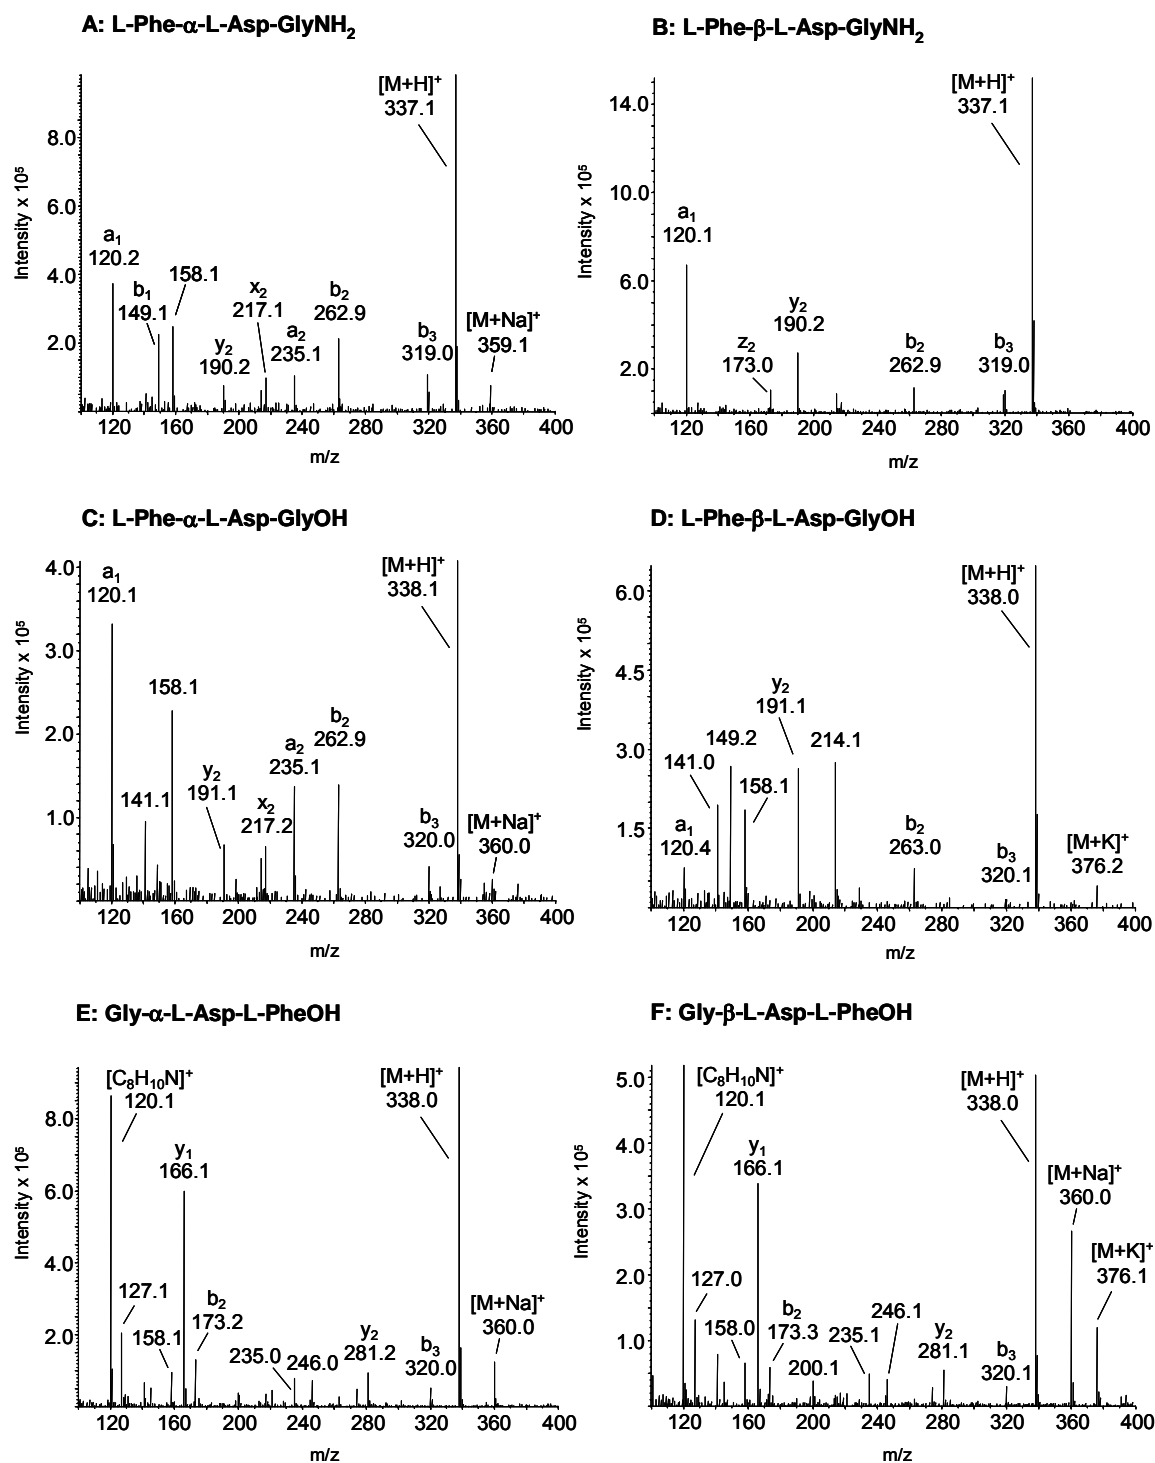 A: L-Phe-α-L-Asp-GlyNH₂
Intensity x 10⁵
8.0
6.0
4.0
2.0
[M+H]⁺
337.1
a₁
120.2
b₁
149.1
158.1
y₂
190.2
x₂
217.1
a₂
235.1
b₂
262.9
b₃
319.0
[M+Na]⁺
359.1
120 160 200 240 280 320 360 400
m/z
B: L-Phe-β-L-Asp-GlyNH₂
Intensity x 10⁵
14.0
10.0
6.0
2.0
[M+H]⁺
337.1
a₁
120.1
z₂
173.0
y₂
190.2
b₂
262.9
b₃
319.0
120 160 200 240 280 320 360 400
m/z
C: L-Phe-α-L-Asp-GlyOH
Intensity x 10⁵
4.0
3.0
2.0
1.0
a₁
120.1
[M+H]⁺
338.1
158.1
141.1
y₂
191.1
x₂
217.2
a₂
235.1
b₂
262.9
b₃
320.0
[M+Na]⁺
360.0
120 160 200 240 280 320 360 400
m/z
D: L-Phe-β-L-Asp-GlyOH
Intensity x 10⁵
6.0
4.5
3.0
1.5
[M+H]⁺
338.0
y₂
191.1
149.2
214.1
141.0
158.1
a₁
120.4
b₂
263.0
b₃
320.1
[M+K]⁺
376.2
120 160 200 240 280 320 360 400
m/z
E: Gly-α-L-Asp-L-PheOH
Intensity x 10⁵
8.0
6.0
4.0
2.0
[C₈H₁₀N]⁺
120.1
[M+H]⁺
338.0
y₁
166.1
127.1
158.1
b₂
173.2
235.0
246.0
y₂
281.2
b₃
320.0
[M+Na]⁺
360.0
120 160 200 240 280 320 360 400
m/z
F: Gly-β-L-Asp-L-PheOH
Intensity x 10⁵
5.0
4.0
3.0
2.0
1.0
[C₈H₁₀N]⁺
120.1
[M+H]⁺
338.0
y₁
166.1
[M+Na]⁺
360.0
[M+K]⁺
376.1
127.0
158.0
b₂
173.3
200.1
235.1
246.1
y₂
281.1
b₃
320.1
120 160 200 240 280 320 360 400
m/z